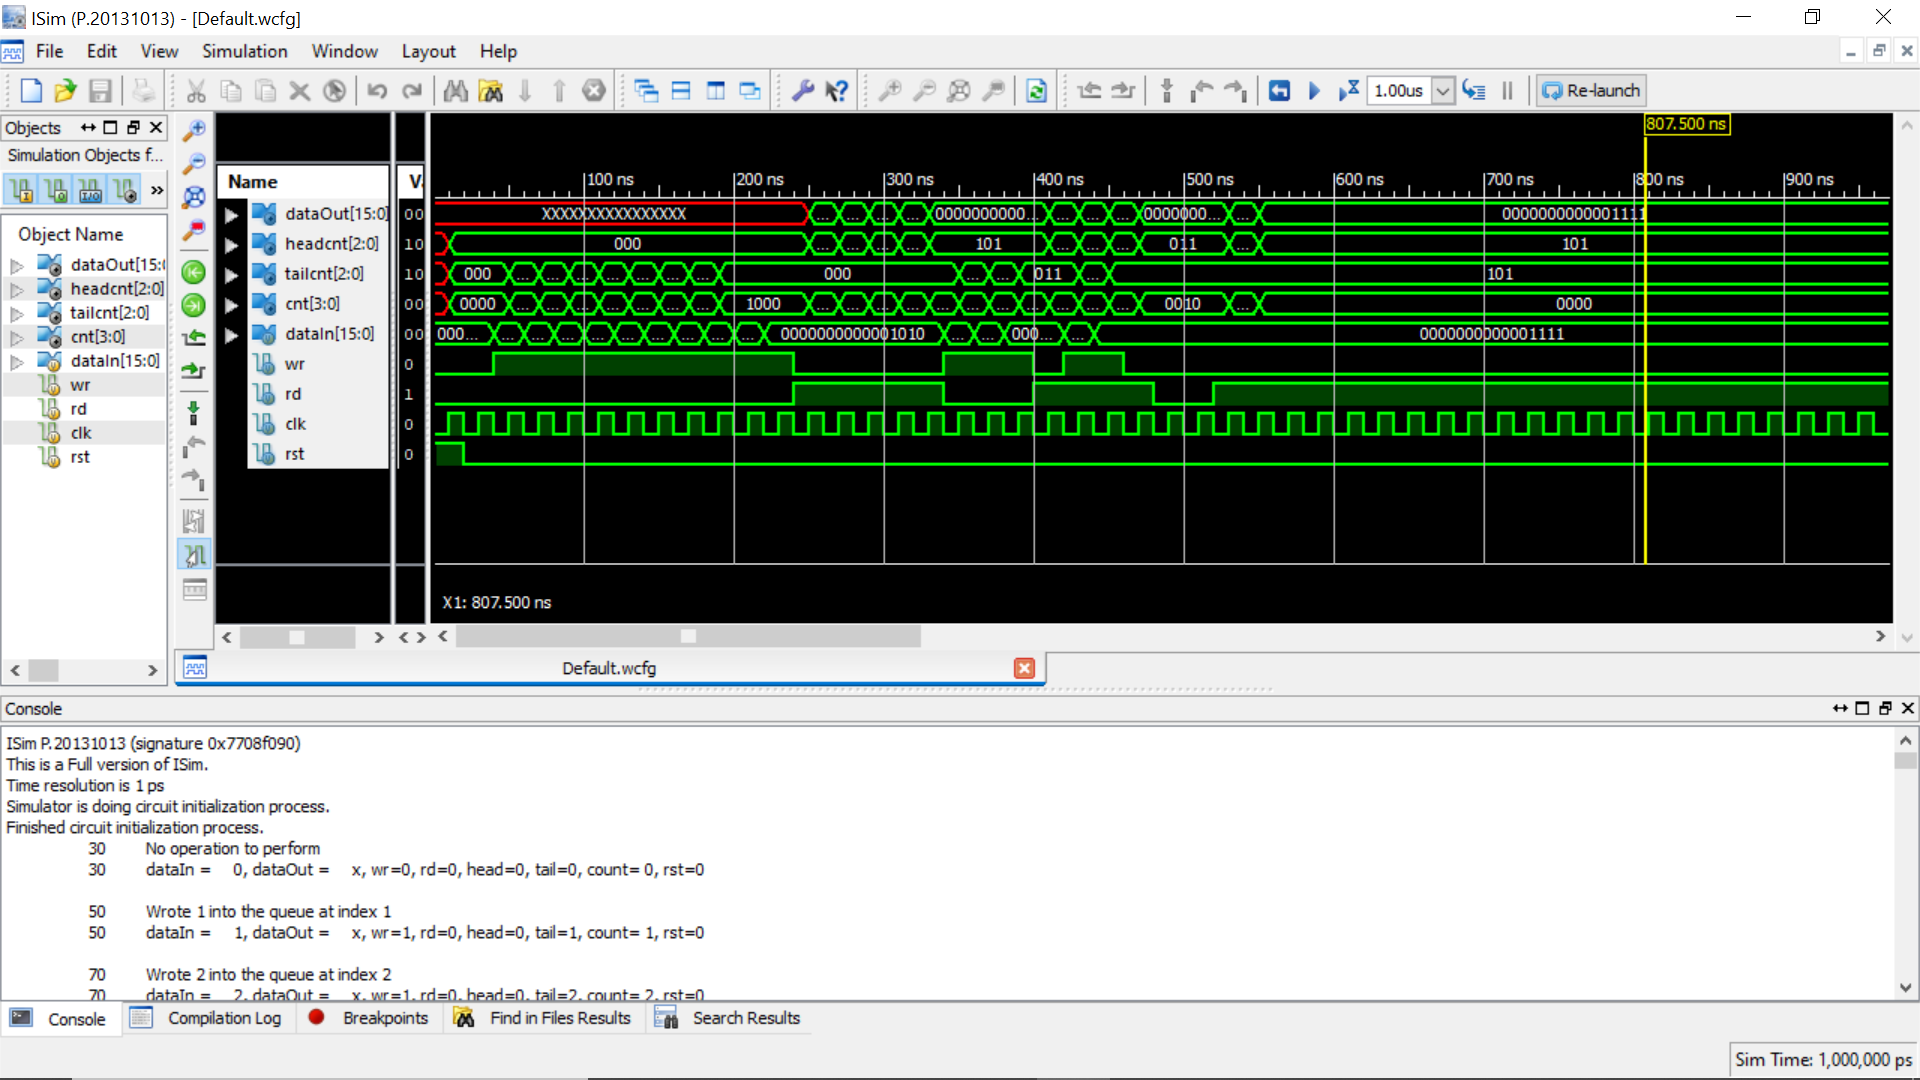 ISim (P.20131013) - [Default.wcfg]
File Edit View Simulation Window Layout Help
1.00us Re-launch
Objects
Simulation Objects f...
Object Name
dataOut[15:
headcnt[2:0]
tailcnt[2:0]
cnt[3:0]
dataIn[15:0]
wr
rd
clk
rst
807.500 ns
Name V
100 ns 200 ns 300 ns 400 ns 500 ns 600 ns 700 ns 800 ns 900 ns
dataOut[15:0] 00 XXXXXXXXXXXXXXXX ... ... ... ... 0000000000... ... ... ... 0000000... ... 0000000000001111
headcnt[2:0] 10 000 ... ... ... ... 101 ... ... ... 011 ... 101
tailcnt[2:0] 10 000 ... ... ... ... ... ... ... 000 ... ... 011 ... 101
cnt[3:0] 00 0000 ... ... ... ... ... ... ... 1000 ... ... ... ... ... ... ... ... ... ... ... 0010 ... 0000
dataIn[15:0] 00 000... ... ... ... ... ... ... ... ... ... 0000000000001010 ... ... 000... ... 0000000000001111
wr 0
rd 1
clk 0
rst 0
X1: 807.500 ns
Default.wcfg
Console
ISim P.20131013 (signature 0x7708f090)
This is a Full version of ISim.
Time resolution is 1 ps
Simulator is doing circuit initialization process.
Finished circuit initialization process.
30 No operation to perform
30 dataIn = 0, dataOut = x, wr=0, rd=0, head=0, tail=0, count= 0, rst=0
50 Wrote 1 into the queue at index 1
50 dataIn = 1, dataOut = x, wr=1, rd=0, head=0, tail=1, count= 1, rst=0
70 Wrote 2 into the queue at index 2
70 dataIn = 2, dataOut = x, wr=1, rd=0, head=0, tail=2, count= 2, rst=0
Console Compilation Log Breakpoints Find in Files Results Search Results
Sim Time: 1,000,000 ps